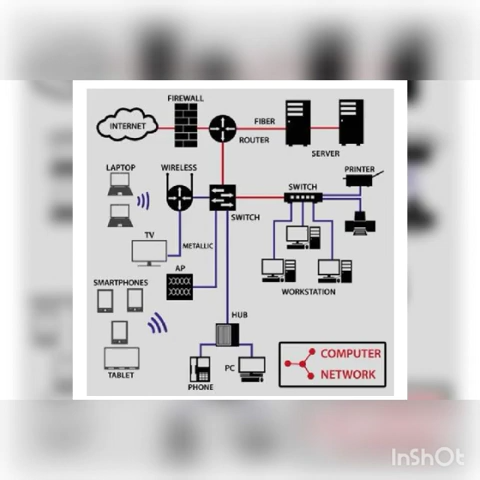 FIREWALL
INTERNET
FIBER
ROUTER
SERVER
LAPTOP
WIRELESS
SWITCH
PRINTER
SWITCH
TV
METALLIC
AP
WORKSTATION
SMARTPHONES
HUB
TABLET
PHONE
PC
COMPUTER
NETWORK
InShOt